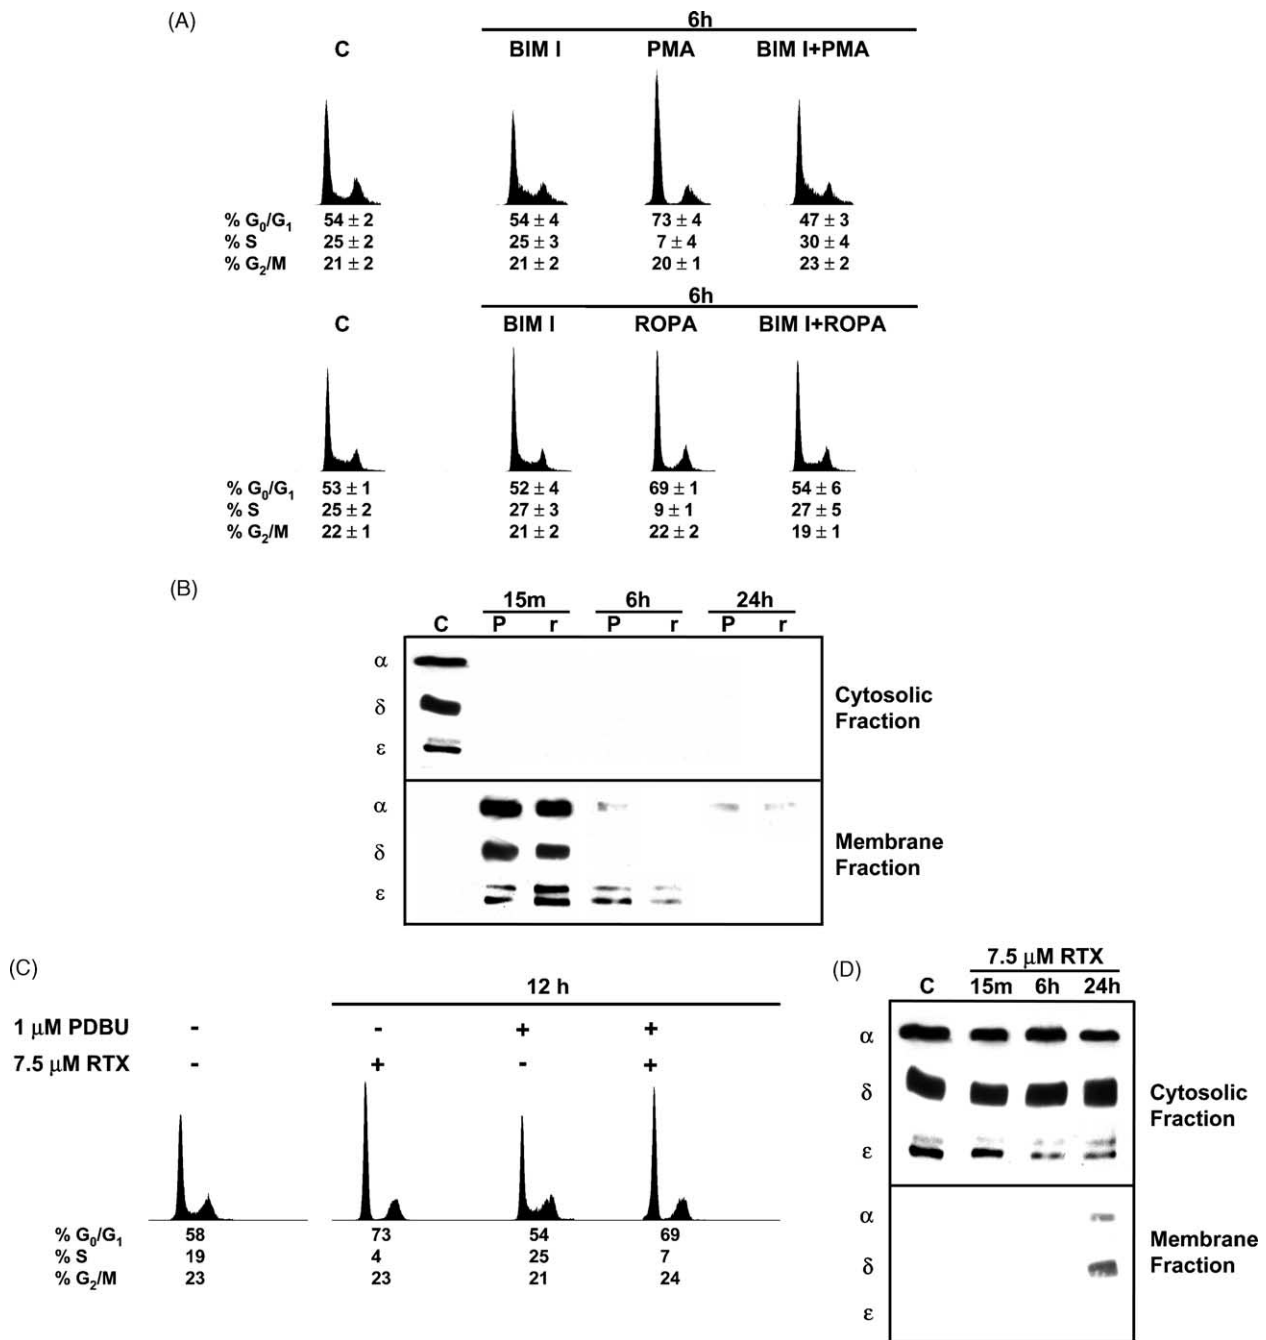 (A)
6h
C BIM I PMA BIM I+PMA
% G0/G1 54 ± 2 54 ± 4 73 ± 4 47 ± 3
% S 25 ± 2 25 ± 3 7 ± 4 30 ± 4
% G2/M 21 ± 2 21 ± 2 20 ± 1 23 ± 2
6h
C BIM I ROPA BIM I+ROPA
% G0/G1 53 ± 1 52 ± 4 69 ± 1 54 ± 6
% S 25 ± 2 27 ± 3 9 ± 1 27 ± 5
% G2/M 22 ± 1 21 ± 2 22 ± 2 19 ± 1
(B)
15m 6h 24h
C P r P r P r
α
δ
ε
Cytosolic
Fraction
α
δ
ε
Membrane
Fraction
(C)
12 h
1 μM PDBU - - + +
7.5 μM RTX - + - +
% G0/G1 58 73 54 69
% S 19 4 25 7
% G2/M 23 23 21 24
(D)
7.5 μM RTX
C 15m 6h 24h
α
δ
ε
Cytosolic
Fraction
α
δ
ε
Membrane
Fraction